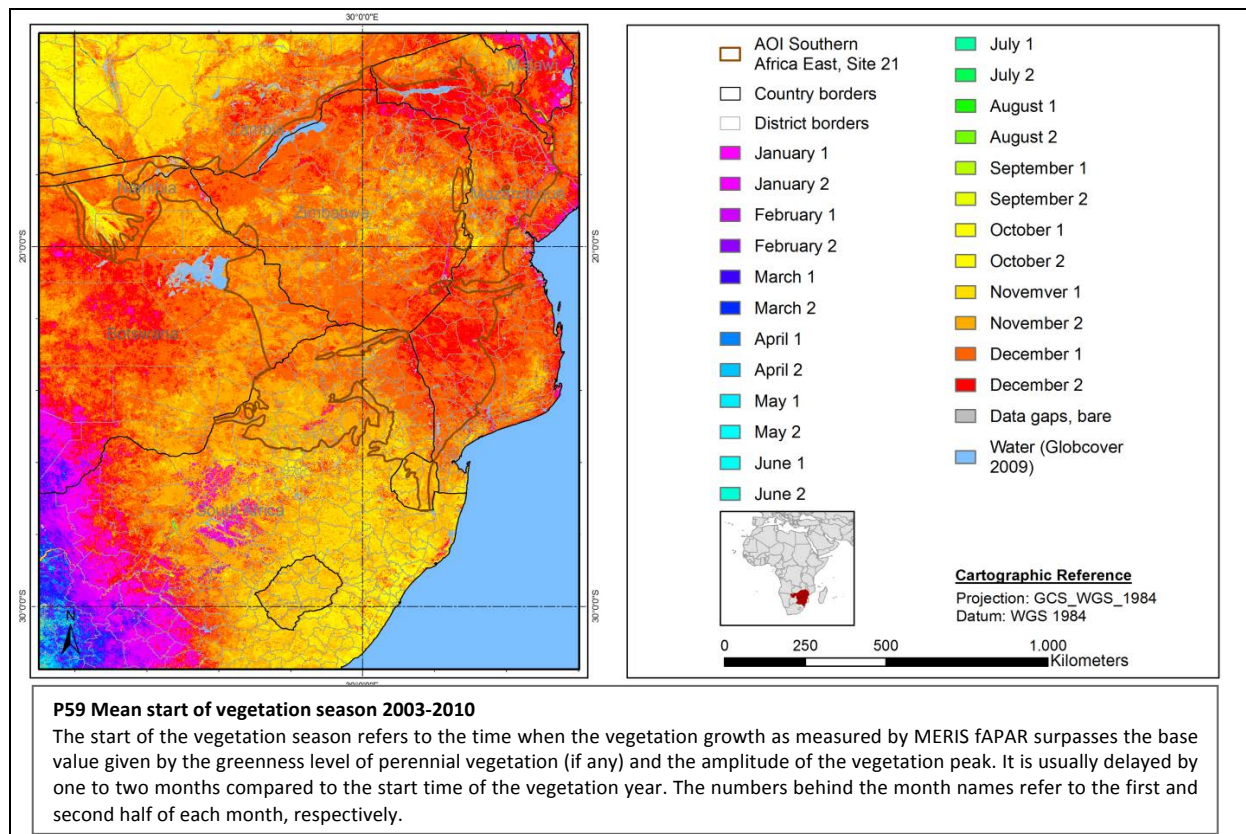 30°0'0"E
Malawi
Zambia
Namibia
Mozambique
Zimbabwe
20°0'0"S
20°0'0"S
Botswana
South Africa
30°0'0"S
30°0'0"S
N
30°0'0"E
AOI Southern
Africa East, Site 21
Country borders
District borders
January 1
January 2
February 1
February 2
March 1
March 2
April 1
April 2
May 1
May 2
June 1
June 2
July 1
July 2
August 1
August 2
September 1
September 2
October 1
October 2
Novemver 1
November 2
December 1
December 2
Data gaps, bare
Water (Globcover
2009)
Cartographic Reference
Projection: GCS_WGS_1984
Datum: WGS 1984
0 250 500 1.000
Kilometers
P59 Mean start of vegetation season 2003-2010
The start of the vegetation season refers to the time when the vegetation growth as measured by MERIS fAPAR surpasses the base
value given by the greenness level of perennial vegetation (if any) and the amplitude of the vegetation peak. It is usually delayed by
one to two months compared to the start time of the vegetation year. The numbers behind the month names refer to the first and
second half of each month, respectively.